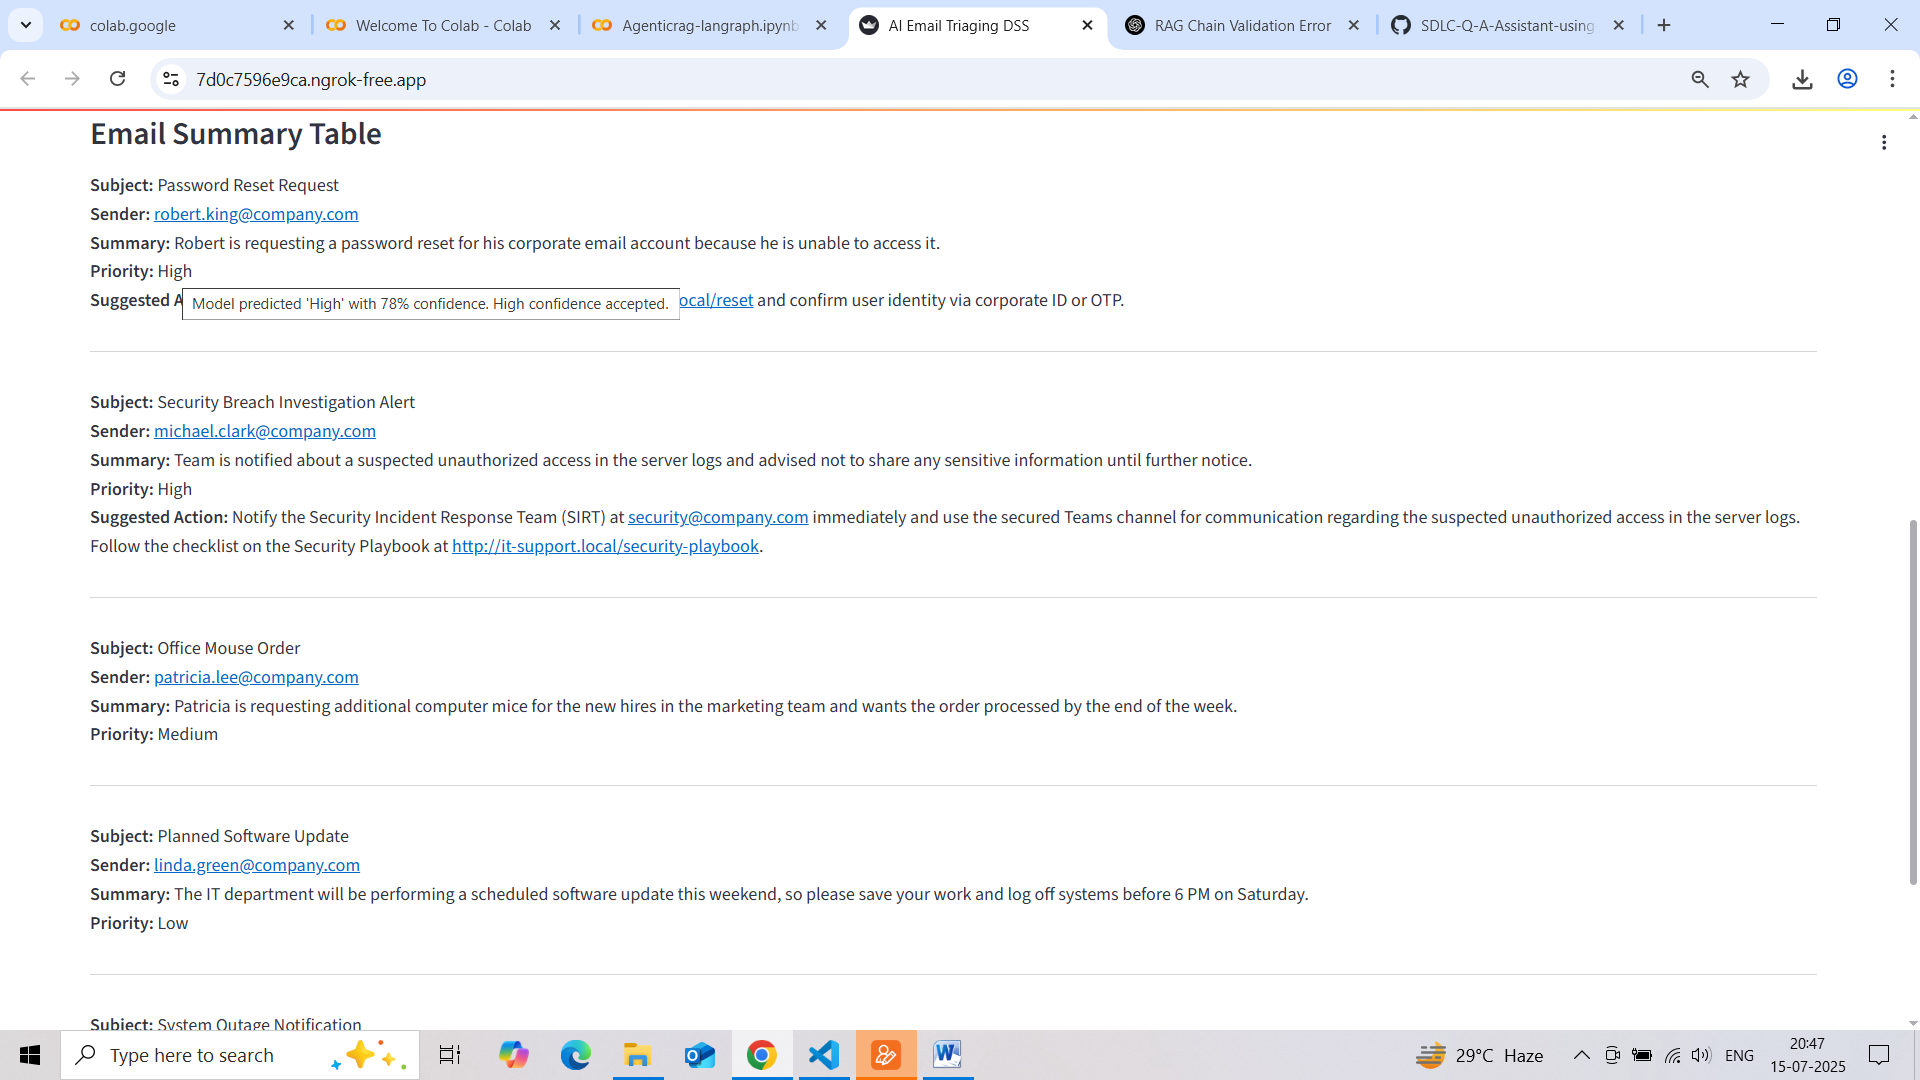 colab.google
Welcome To Colab - Colab
Agenticrag-langraph.ipynb
AI Email Triaging DSS
RAG Chain Validation Error
SDLC-Q-A-Assistant-using
7d0c7596e9ca.ngrok-free.app
Email Summary Table
Subject: Password Reset Request
Sender: robert.king@company.com
Summary: Robert is requesting a password reset for his corporate email account because he is unable to access it.
Priority: High
Suggested A
Model predicted 'High' with 78% confidence. High confidence accepted.
ocal/reset and confirm user identity via corporate ID or OTP.
Subject: Security Breach Investigation Alert
Sender: michael.clark@company.com
Summary: Team is notified about a suspected unauthorized access in the server logs and advised not to share any sensitive information until further notice.
Priority: High
Suggested Action: Notify the Security Incident Response Team (SIRT) at security@company.com immediately and use the secured Teams channel for communication regarding the suspected unauthorized access in the server logs.
Follow the checklist on the Security Playbook at http://it-support.local/security-playbook.
Subject: Office Mouse Order
Sender: patricia.lee@company.com
Summary: Patricia is requesting additional computer mice for the new hires in the marketing team and wants the order processed by the end of the week.
Priority: Medium
Subject: Planned Software Update
Sender: linda.green@company.com
Summary: The IT department will be performing a scheduled software update this weekend, so please save your work and log off systems before 6 PM on Saturday.
Priority: Low
Subject: System Outage Notification
Type here to search
29°C Haze
ENG
20:47
15-07-2025